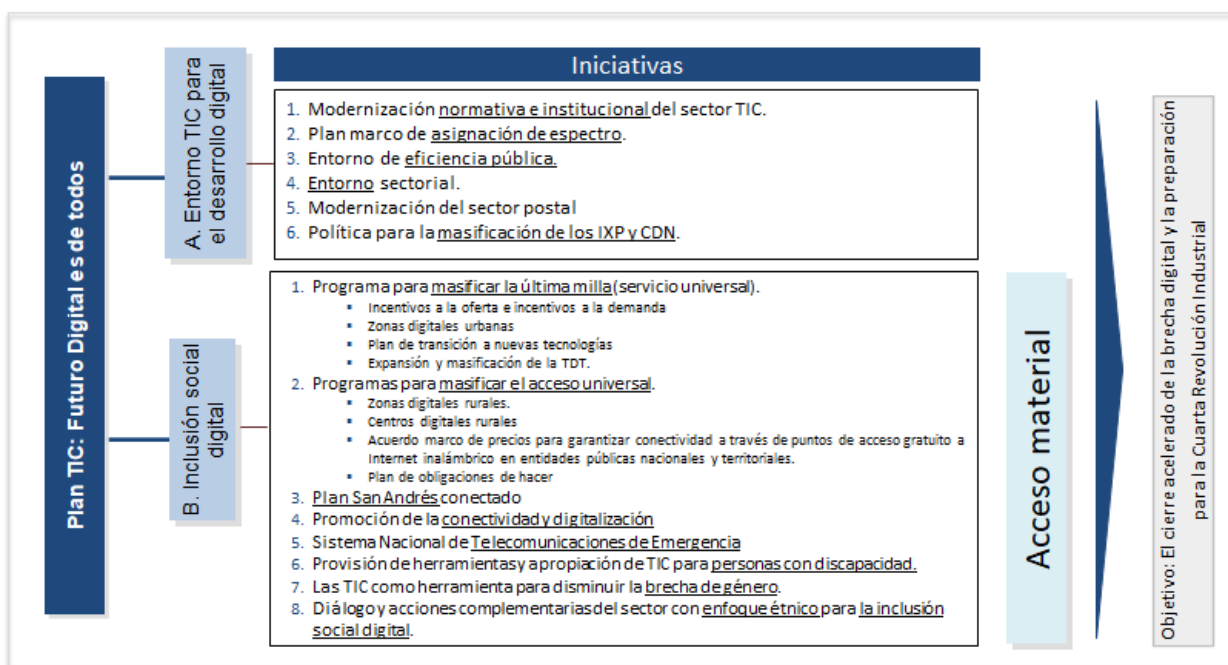 Plan TIC: Futuro Digital es de todos
A. Entorno TIC para
el desarrollo digital
Iniciativas
1. Modernización normativa e institucional del sector TIC.
2. Plan marco de asignación de espectro.
3. Entorno de eficiencia pública.
4. Entorno sectorial.
5. Modernización del sector postal
6. Política para la masificación de los IXP y CDN.
B. Inclusión social
digital
1. Programa para masificar la última milla (servicio universal).
▪ Incentivos a la oferta e incentivos a la demanda
▪ Zonas digitales urbanas
▪ Plan de transición a nuevas tecnologías
▪ Expansión y masificación de la TDT.
2. Programas para masificar el acceso universal.
▪ Zonas digitales rurales.
▪ Centros digitales rurales
▪ Acuerdo marco de precios para garantizar conectividad a través de puntos de acceso gratuito a
Internet inalámbrico en entidades públicas nacionales y territoriales.
▪ Plan de obligaciones de hacer
3. Plan San Andrés conectado
4. Promoción de la conectividad y digitalización
5. Sistema Nacional de Telecomunicaciones de Emergencia
6. Provisión de herramientas y apropiación de TIC para personas con discapacidad.
7. Las TIC como herramienta para disminuir la brecha de género.
8. Diálogo y acciones complementarias del sector con enfoque étnico para la inclusión
social digital.
Acceso material
Objetivo: El cierre acelerado de la brecha digital y la preparación
para la Cuarta Revolución Industrial